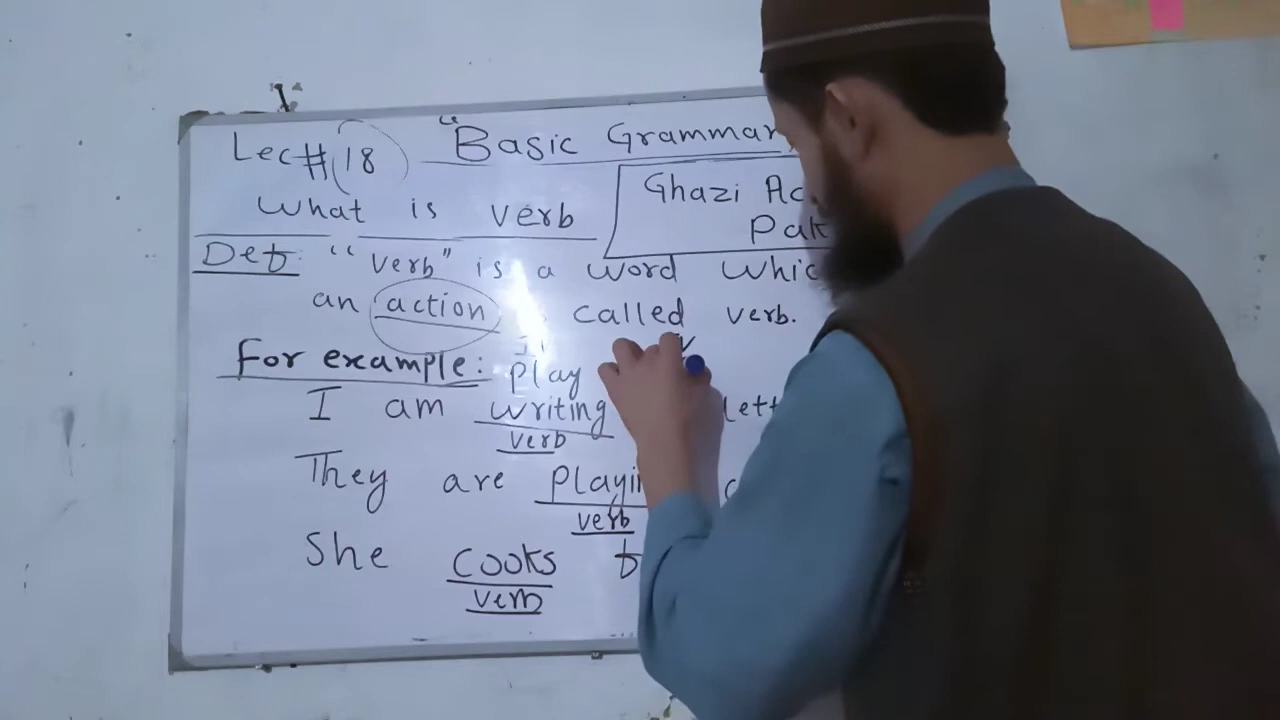 Lec# 18 "Basic Grammar
What is verb
Ghazi Ac
Pak
Def: "Verb" is a word whic
an action called verb.
For example: play
I am writing lett
verb
They are playi
verb
She cooks f
verb